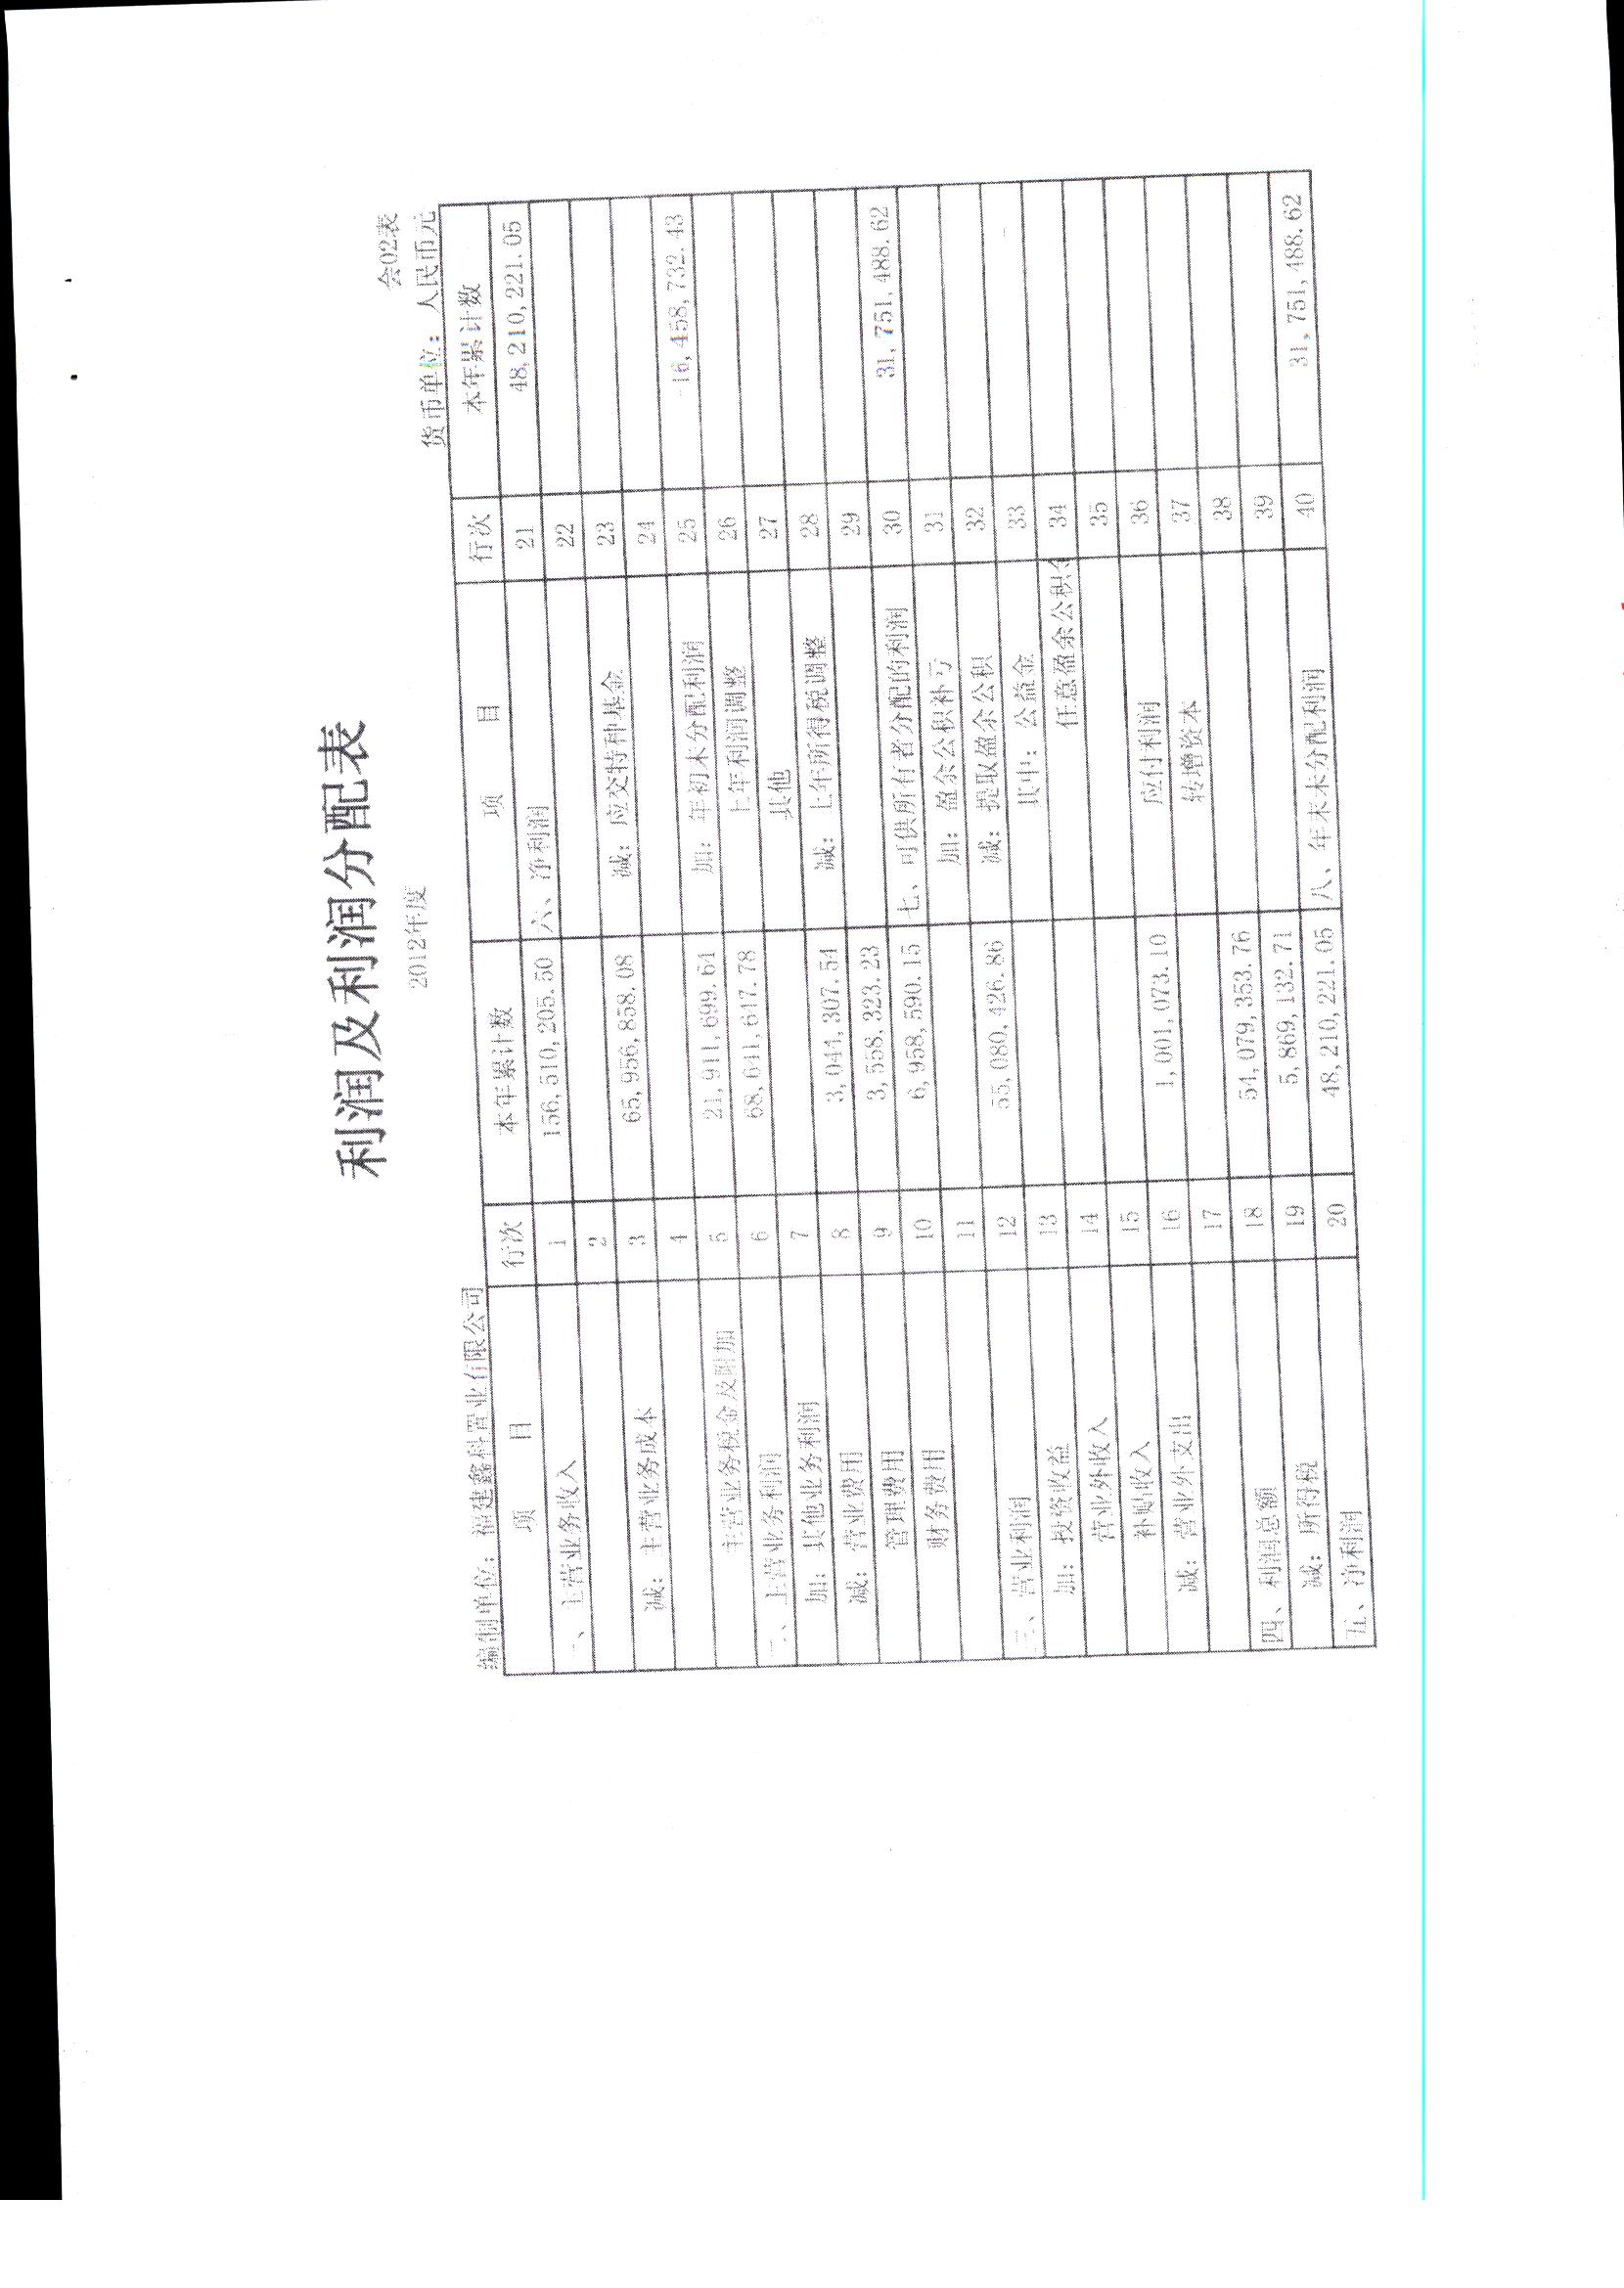 利润及利润分配表
会02表
2012年度
编制单位：福建鑫科置业有限公司 货币单位：人民币元
项 目 行次 本年累计数 项 目 行次 本年累计数
一、主营业务收入 1 156,510,205.50 六、净利润 21 48,210,221.05
2 22
减：主营业务成本 3 65,956,858.08 减：应交特种基金 23
4 24
主营业务税金及附加 5 21,911,699.64 加：年初未分配利润 25 -16,458,732.43
二、主营业务利润 6 68,641,647.78 上年利润调整 26
加：其他业务利润 7 其他 27
减：营业费用 8 3,044,307.54 减：上年所得税调整 28
管理费用 9 3,558,323.23 29
财务费用 10 6,958,590.15 七、可供所有者分配的利润 30 31,751,488.62
11 加：盈余公积补亏 31
三、营业利润 12 55,080,426.86 减：提取盈余公积 32
加：投资收益 13 其中：公益金 33
营业外收入 14 任总盈余公积 34
补贴收入 15 35
减：营业外支出 16 1,001,073.10 应付利润 36
17 转增资本 37
四、利润总额 18 54,079,353.76 38
减：所得税 19 5,869,132.71 39
五、净利润 20 48,210,221.05 八、年末未分配利润 40 31,751,488.62